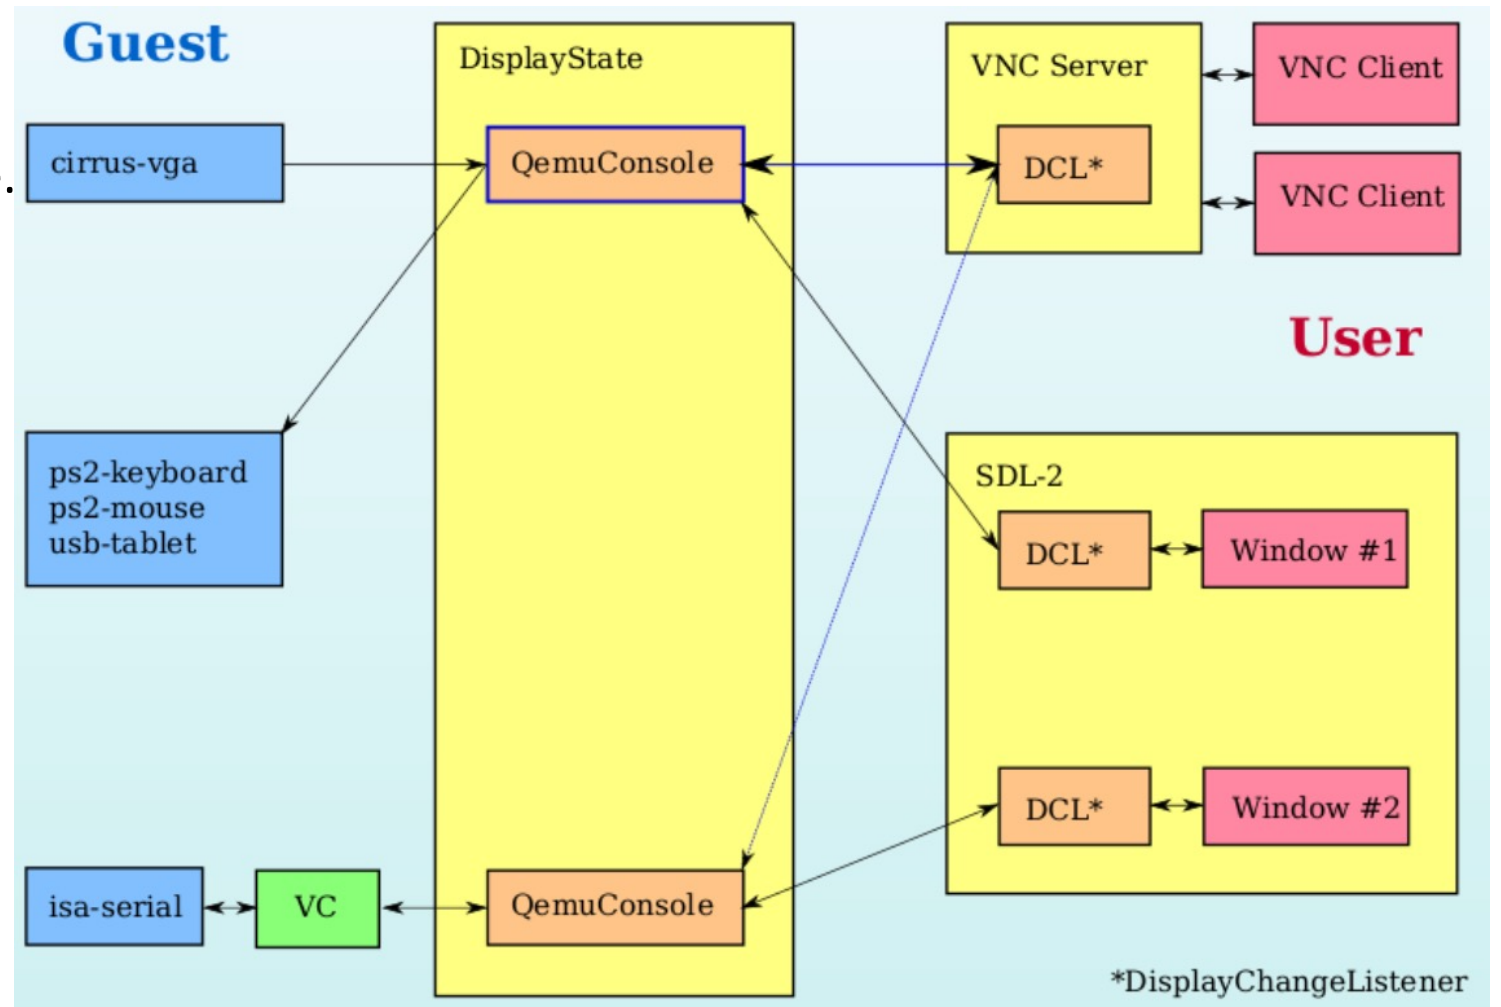 Guest
DisplayState
VNC Server
VNC Client
cirrus-vga
QemuConsole
DCL*
VNC Client
User
ps2-keyboard
ps2-mouse
usb-tablet
SDL-2
DCL*
Window #1
DCL*
Window #2
isa-serial
VC
QemuConsole
*DisplayChangeListener